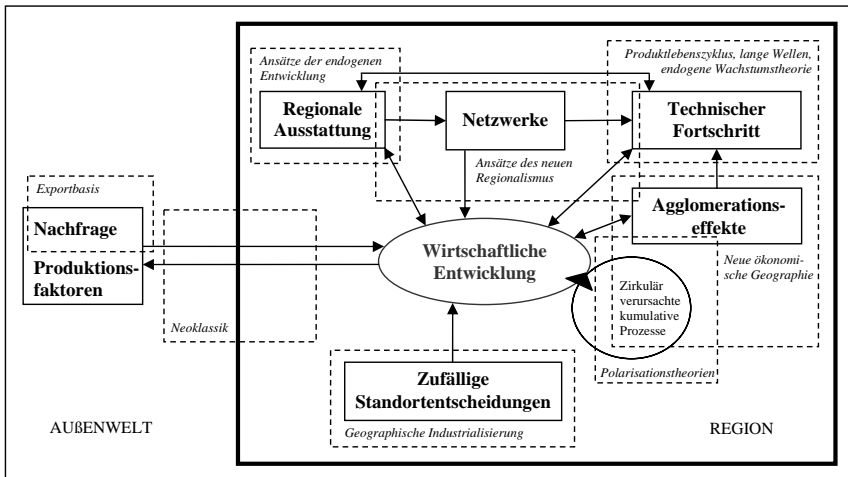 Ansätze der endogenen
Entwicklung
Produktlebenszyklus, lange Wellen,
endogene Wachstumstheorie
Regionale
Ausstattung
Netzwerke
Technischer
Fortschritt
Ansätze des neuen
Regionalismus
Exportbasis
Nachfrage
Produktions-
faktoren
Agglomerations-
effekte
Wirtschaftliche
Entwicklung
Neue ökonomi-
sche Geographie
Zirkulär
verursachte
kumulative
Prozesse
Neoklassik
Polarisationstheorien
Zufällige
Standortentscheidungen
Geographische Industrialisierung
AUßENWELT
REGION